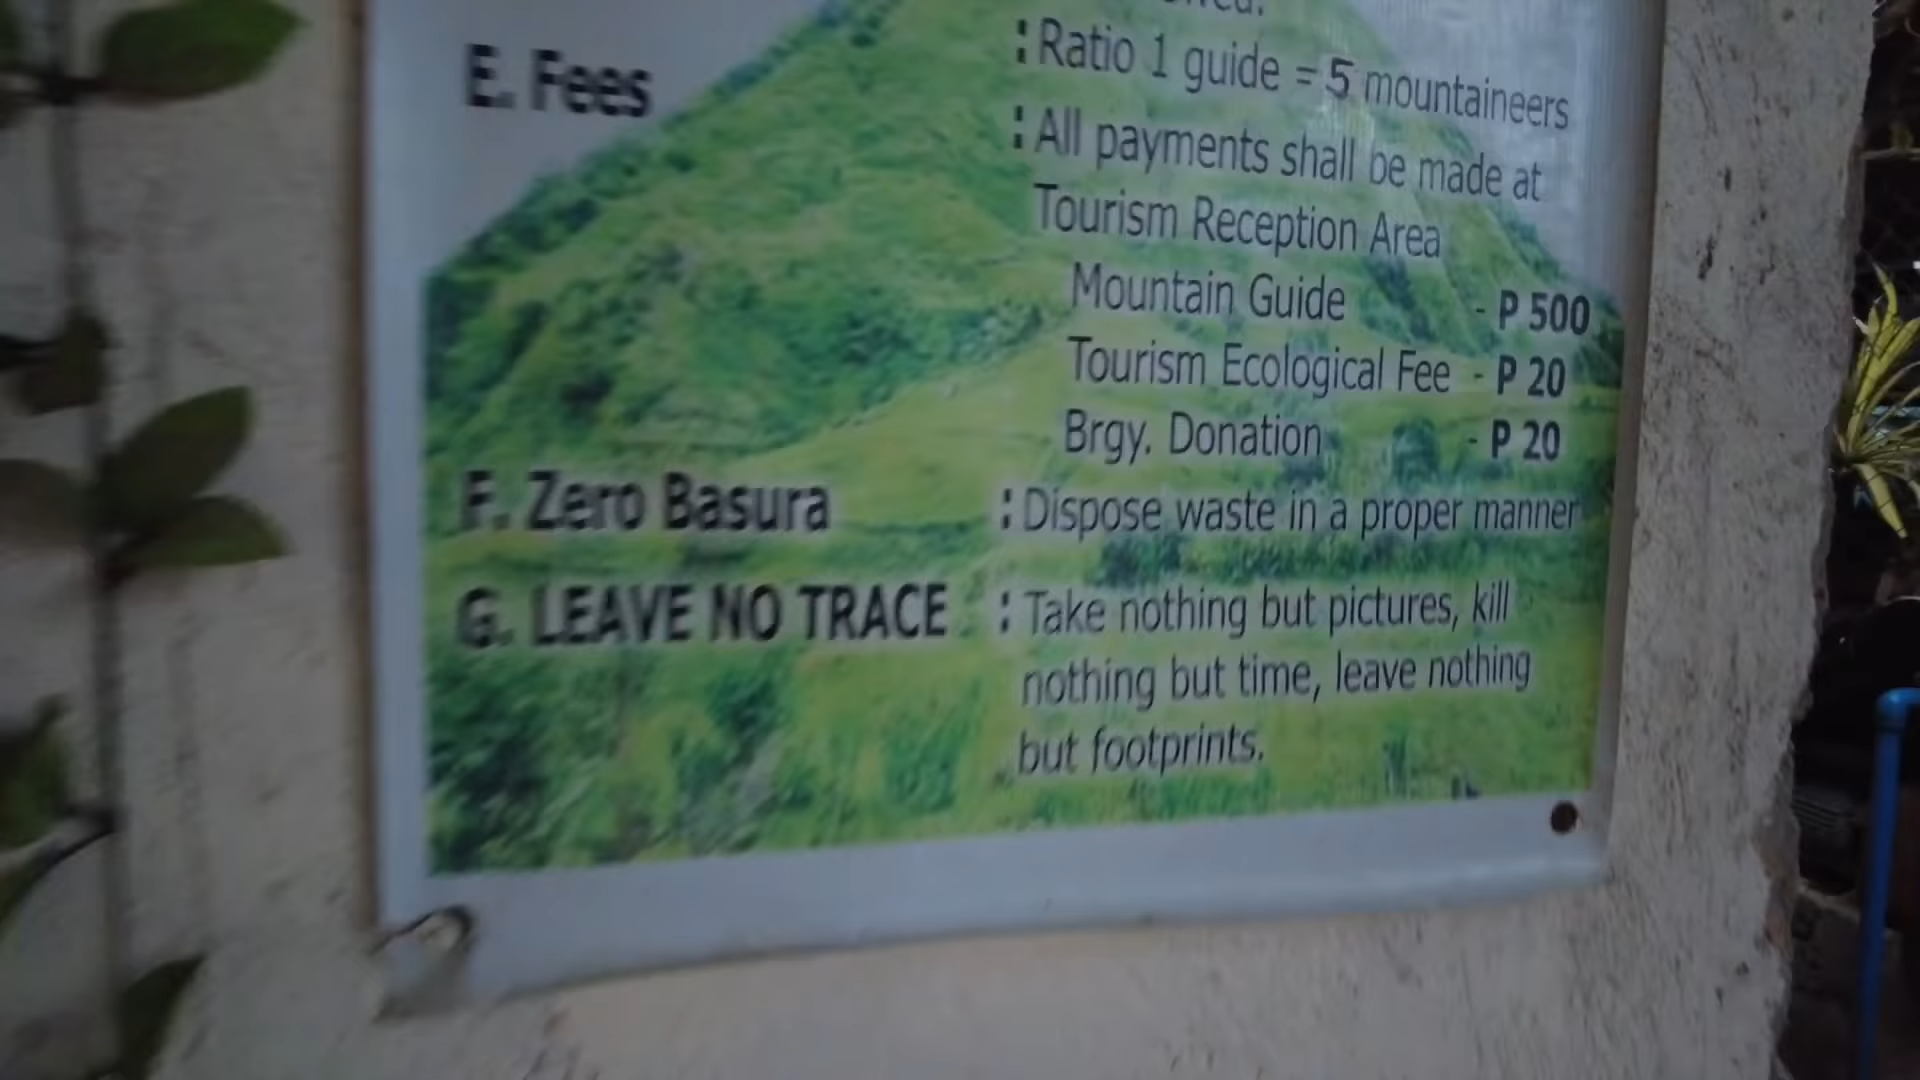 : Ratio 1 guide = 5 mountaineers
E. Fees : All payments shall be made at
Tourism Reception Area
Mountain Guide - P 500
Tourism Ecological Fee - P 20
Brgy. Donation - P 20
F. Zero Basura : Dispose waste in a proper manner
G. LEAVE NO TRACE : Take nothing but pictures, kill
nothing but time, leave nothing
but footprints.